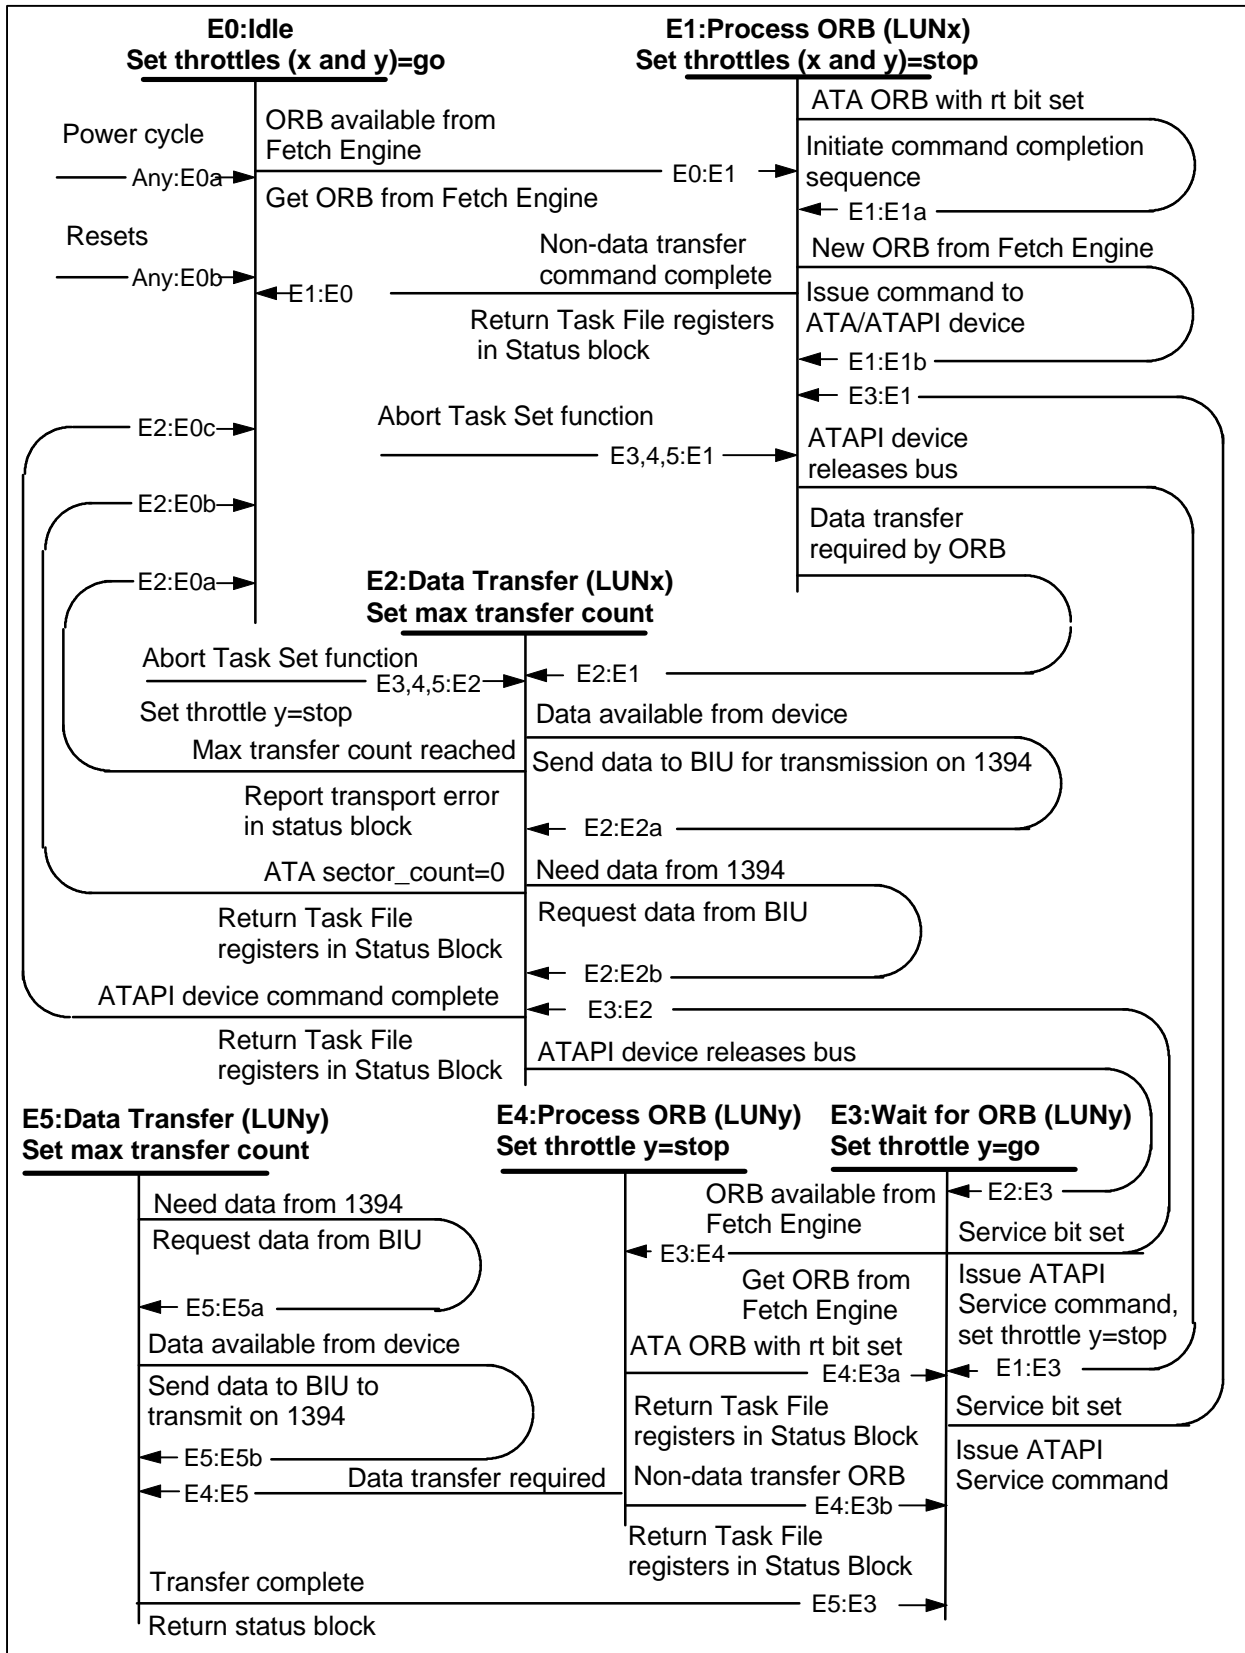 E0:Idle
Set throttles (x and y)=go
E1:Process ORB (LUNx)
Set throttles (x and y)=stop
ATA ORB with rt bit set
Power cycle
ORB available from
Fetch Engine
Initiate command completion
sequence
Any:E0a
E0:E1
Get ORB from Fetch Engine
E1:E1a
Resets
Non-data transfer
command complete
New ORB from Fetch Engine
Any:E0b
E1:E0
Issue command to
ATA/ATAPI device
Return Task File registers
in Status block
E1:E1b
E3:E1
Abort Task Set function
E2:E0c
E3,4,5:E1
ATAPI device
releases bus
E2:E0b
Data transfer
required by ORB
E2:E0a
E2:Data Transfer (LUNx)
Set max transfer count
Abort Task Set function
E3,4,5:E2
E2:E1
Set throttle y=stop
Data available from device
Max transfer count reached
Send data to BIU for transmission on 1394
Report transport error
in status block
E2:E2a
ATA sector_count=0
Need data from 1394
Return Task File
registers in Status Block
Request data from BIU
E2:E2b
ATAPI device command complete
E3:E2
Return Task File
registers in Status Block
ATAPI device releases bus
E5:Data Transfer (LUNy)
Set max transfer count
E4:Process ORB (LUNy)
Set throttle y=stop
E3:Wait for ORB (LUNy)
Set throttle y=go
Need data from 1394
ORB available from
Fetch Engine
E2:E3
Request data from BIU
E3:E4
Service bit set
Get ORB from
Fetch Engine
Issue ATAPI
Service command,
set throttle y=stop
E5:E5a
Data available from device
ATA ORB with rt bit set
E4:E3a
E1:E3
Send data to BIU to
transmit on 1394
Return Task File
registers in Status Block
Service bit set
E5:E5b
Issue ATAPI
Service command
Data transfer required
Non-data transfer ORB
E4:E5
E4:E3b
Return Task File
registers in Status Block
Transfer complete
E5:E3
Return status block